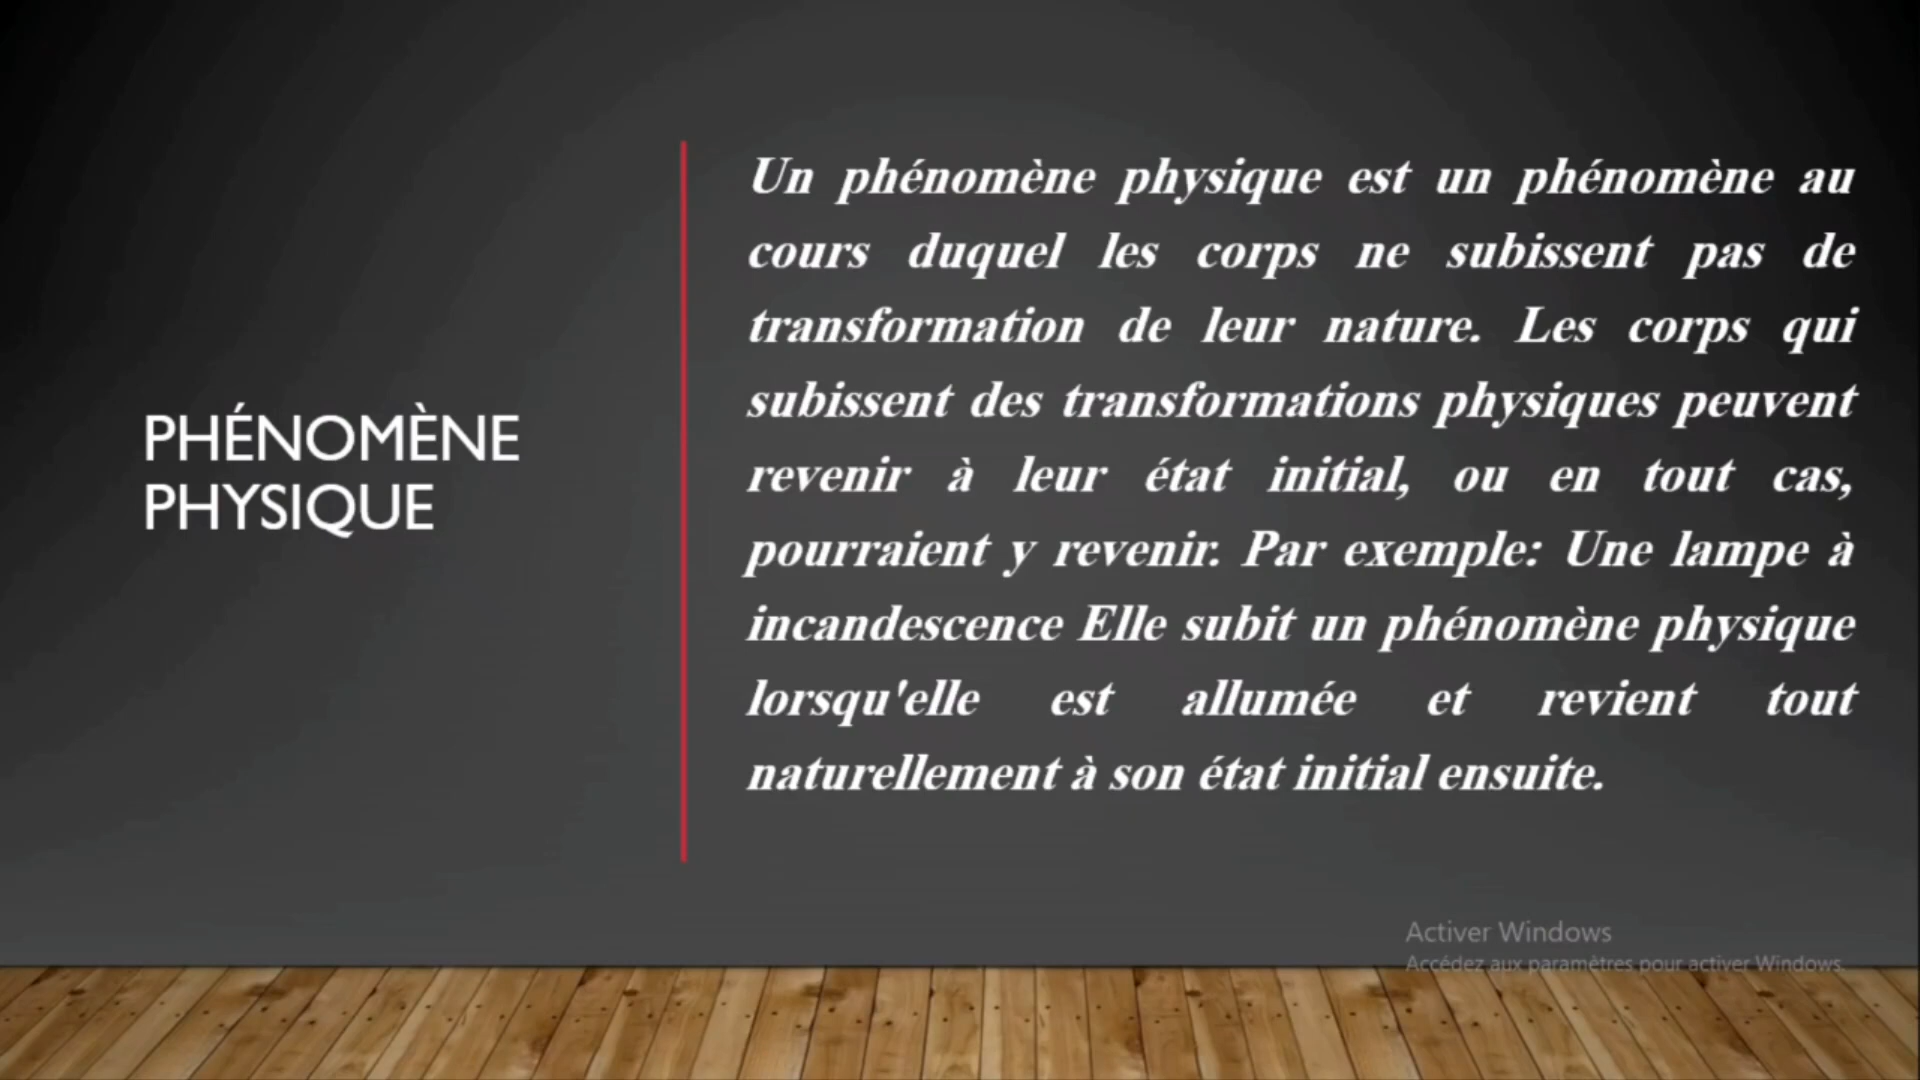 PHÉNOMÈNE
PHYSIQUE
Un phénomène physique est un phénomène au
cours duquel les corps ne subissent pas de
transformation de leur nature. Les corps qui
subissent des transformations physiques peuvent
revenir à leur état initial, ou en tout cas,
pourraient y revenir. Par exemple: Une lampe à
incandescence Elle subit un phénomène physique
lorsqu'elle est allumée et revient tout
naturellement à son état initial ensuite.
Activer Windows
Accédez aux paramètres pour activer Windows.